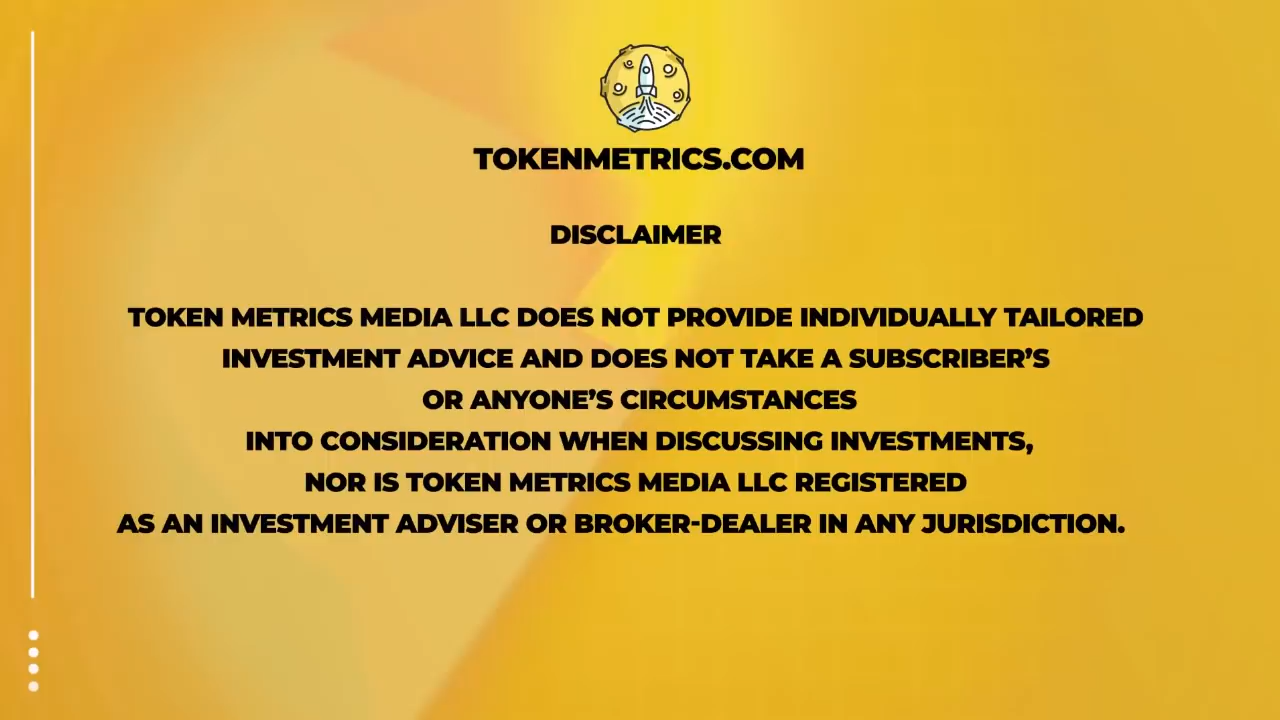 TOKENMETRICS.COM
DISCLAIMER
TOKEN METRICS MEDIA LLC DOES NOT PROVIDE INDIVIDUALLY TAILORED
INVESTMENT ADVICE AND DOES NOT TAKE A SUBSCRIBER’S
OR ANYONE’S CIRCUMSTANCES
INTO CONSIDERATION WHEN DISCUSSING INVESTMENTS,
NOR IS TOKEN METRICS MEDIA LLC REGISTERED
AS AN INVESTMENT ADVISER OR BROKER-DEALER IN ANY JURISDICTION.